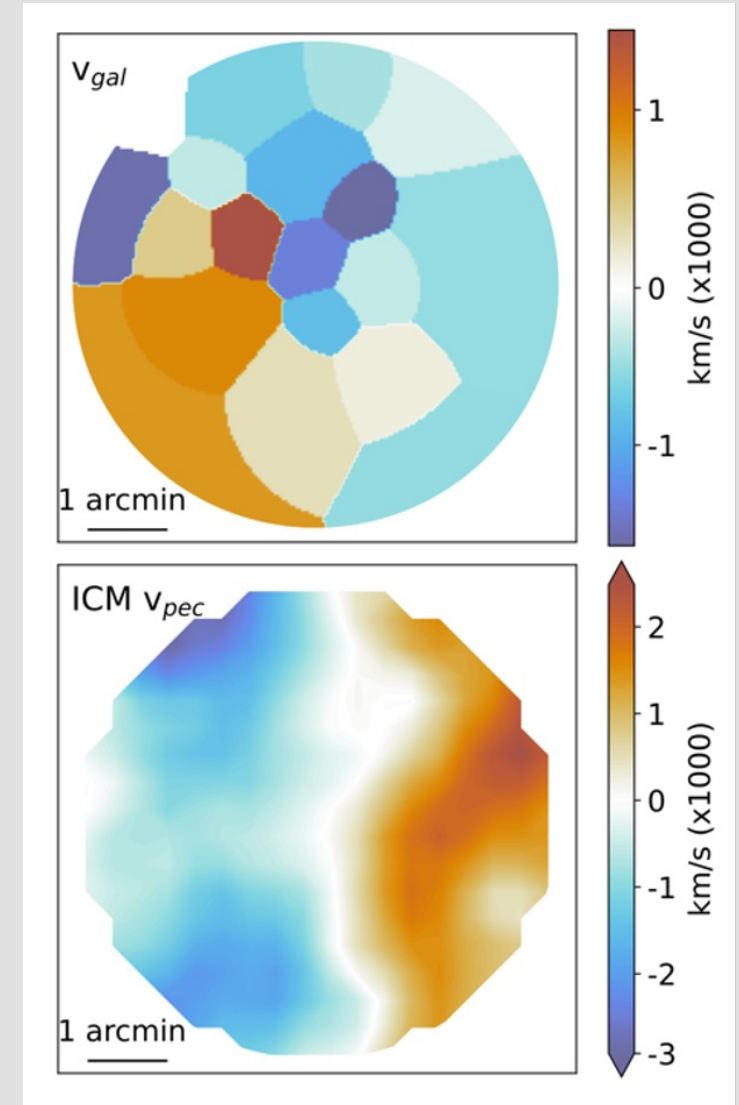 v_gal
1
0
-1
km/s (x1000)
1 arcmin
ICM v_pec
2
1
0
-1
-2
-3
km/s (x1000)
1 arcmin